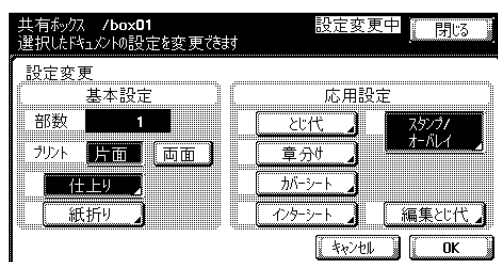 共有ボックス /box01 設定変更中 閉じる
選択したドキュメントの設定を変更できます
設定変更
基本設定 応用設定
部数 1
プリント 片面 両面
仕上り
紙折り
とじ代
章分け
カバーシート
インターシート
スタンプ/
オーバレイ
編集とじ代
キャンセル OK